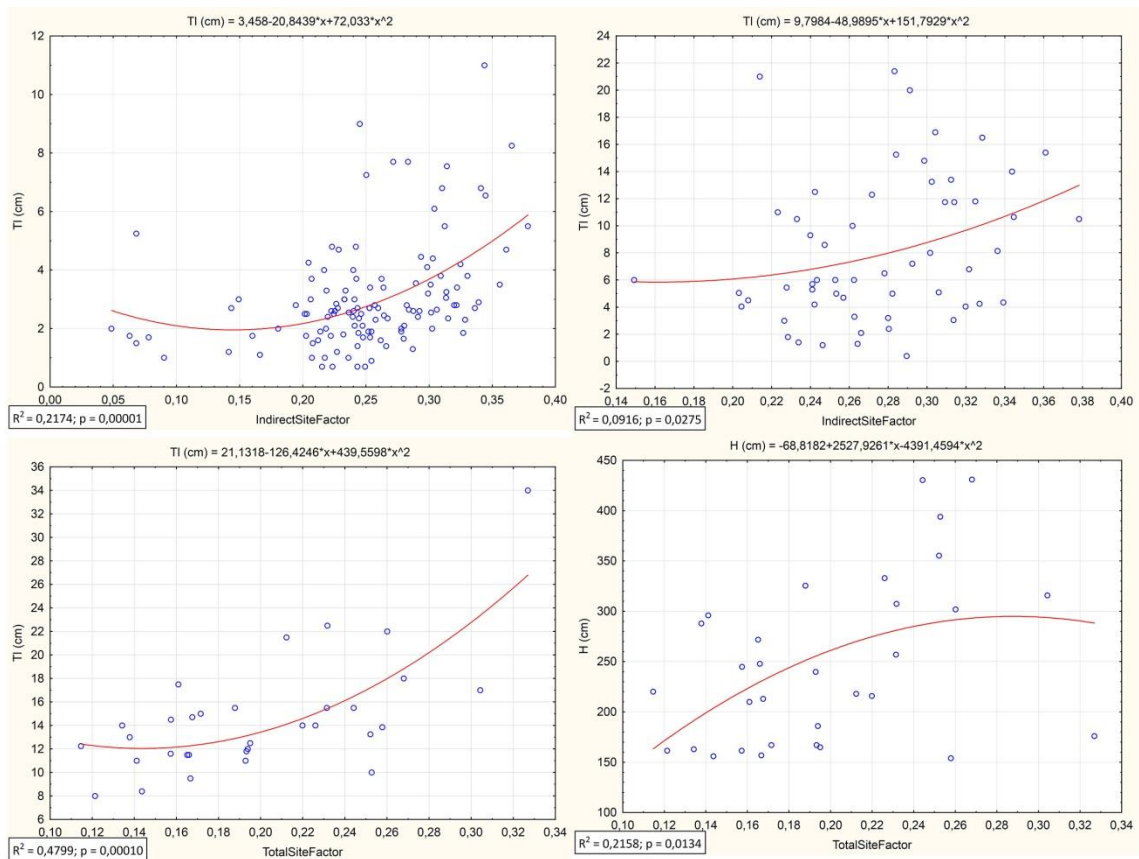 Tl (cm) = 3,458-20,8439*x+72,033*x^2
12
10
8
6
4
2
0
Tl (cm)
0,00 0,05 0,10 0,15 0,20 0,25 0,30 0,35 0,40
IndirectSiteFactor
R² = 0,2174; p = 0,00001
Tl (cm) = 9,7984-48,9895*x+151,7929*x^2
24
22
20
18
16
14
12
10
8
6
4
2
0
-2
Tl (cm)
0,14 0,16 0,18 0,20 0,22 0,24 0,26 0,28 0,30 0,32 0,34 0,36 0,38 0,40
IndirectSiteFactor
R² = 0,0916; p = 0,0275
Tl (cm) = 21,1318-126,4246*x+439,5598*x^2
36
34
32
30
28
26
24
22
20
18
16
14
12
10
8
6
Tl (cm)
0,10 0,12 0,14 0,16 0,18 0,20 0,22 0,24 0,26 0,28 0,30 0,32 0,34
TotalSiteFactor
R² = 0,4799; p = 0,00010
H (cm) = -68,8182+2527,9261*x-4391,4594*x^2
450
400
350
300
250
200
150
100
H (cm)
0,10 0,12 0,14 0,16 0,18 0,20 0,22 0,24 0,26 0,28 0,30 0,32 0,34
TotalSiteFactor
R² = 0,2158; p = 0,0134